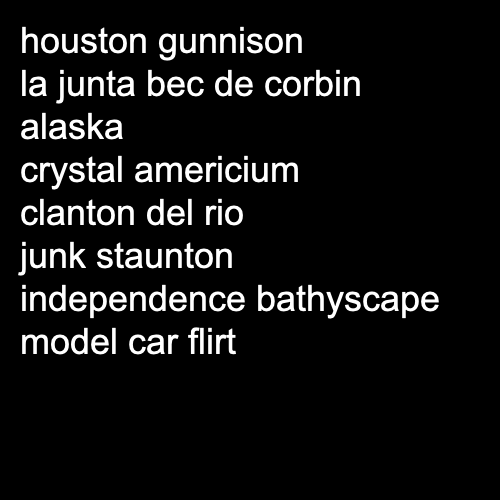 houston gunnison
la junta bec de corbin
alaska
crystal americium
clanton del rio
junk staunton
independence bathyscape
model car flirt